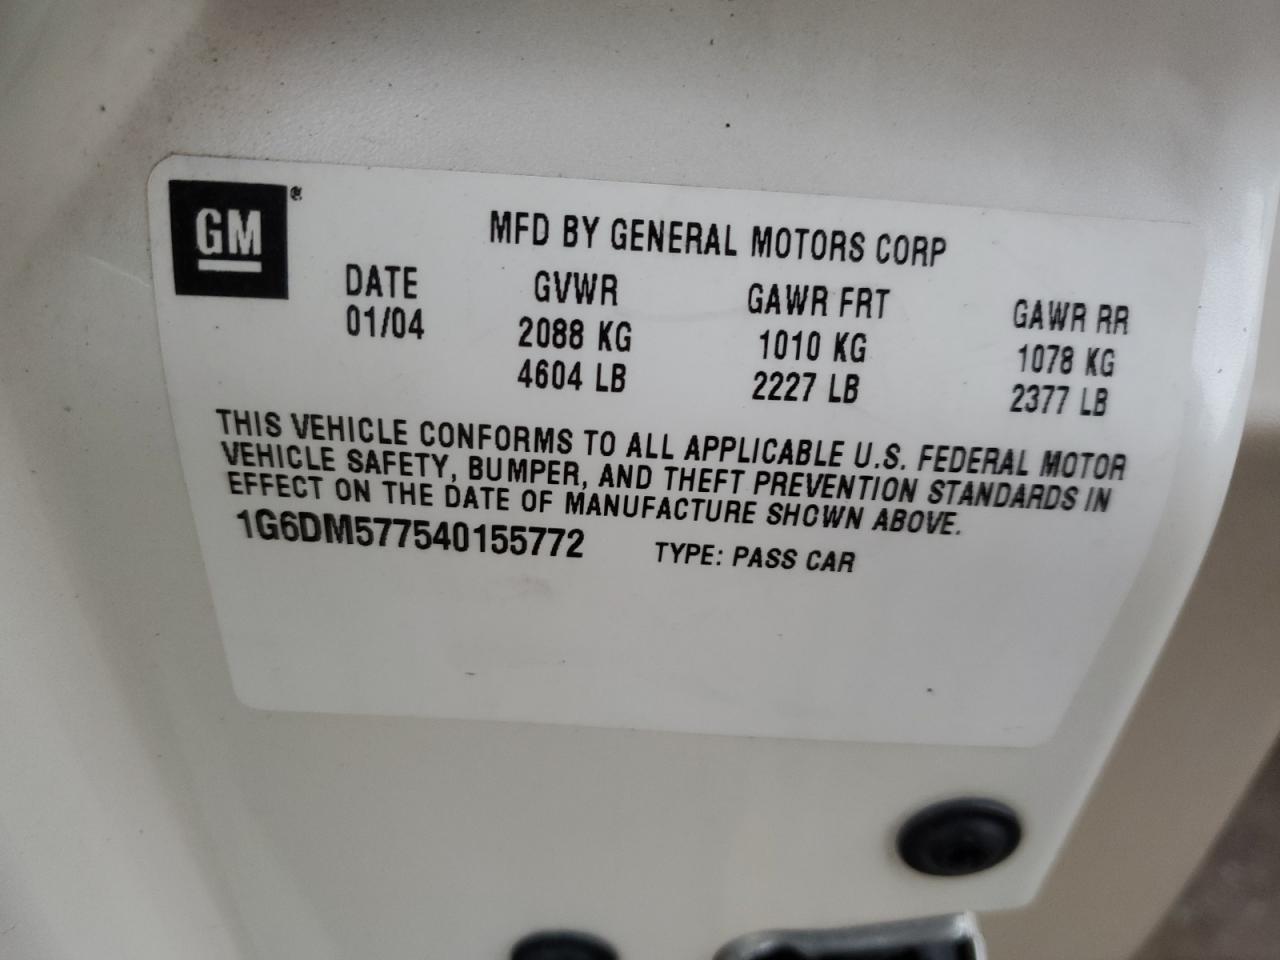 GM®
MFD BY GENERAL MOTORS CORP
DATE GVWR GAWR FRT GAWR RR
01/04 2088 KG 1010 KG 1078 KG
4604 LB 2227 LB 2377 LB
THIS VEHICLE CONFORMS TO ALL APPLICABLE U.S. FEDERAL MOTOR
VEHICLE SAFETY, BUMPER, AND THEFT PREVENTION STANDARDS IN
EFFECT ON THE DATE OF MANUFACTURE SHOWN ABOVE.
1G6DM577540155772 TYPE: PASS CAR